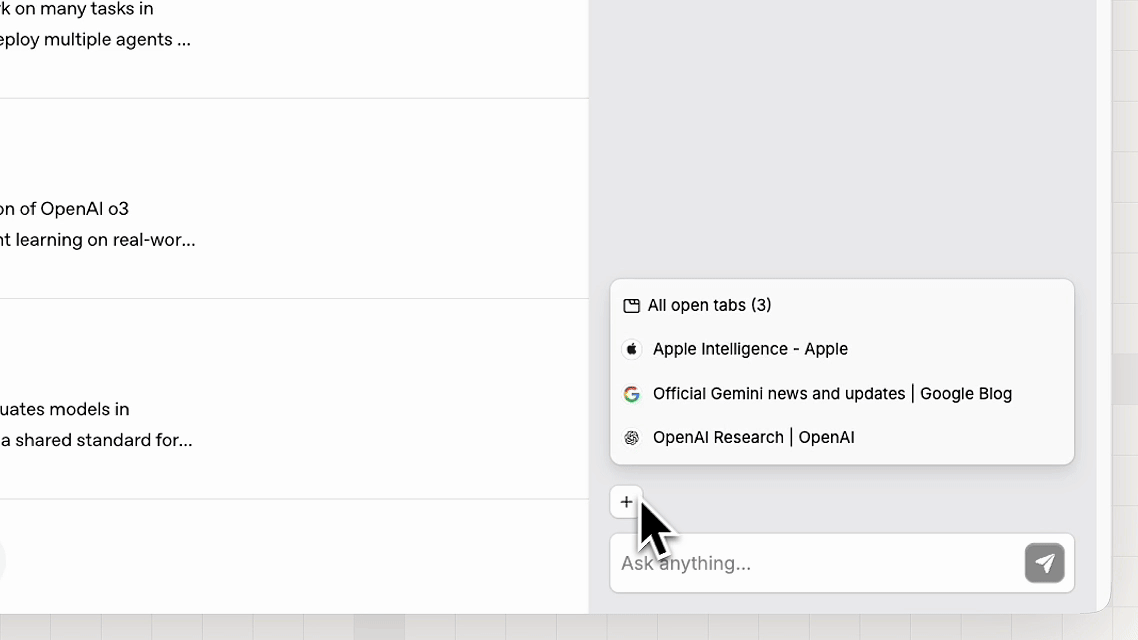 k on many tasks in
eploy multiple agents ...
on of OpenAI o3
nt learning on real-wor...
uates models in
a shared standard for...
All open tabs (3)
Apple Intelligence - Apple
Official Gemini news and updates | Google Blog
OpenAI Research | OpenAI
+
Ask anything...